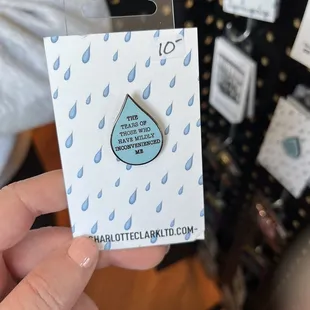 10-
THE
TEARS OF
THOSE WHO
HAVE MILDLY
INCONVENIENCED
ME
CHARLOTTECLARKLTD.COM